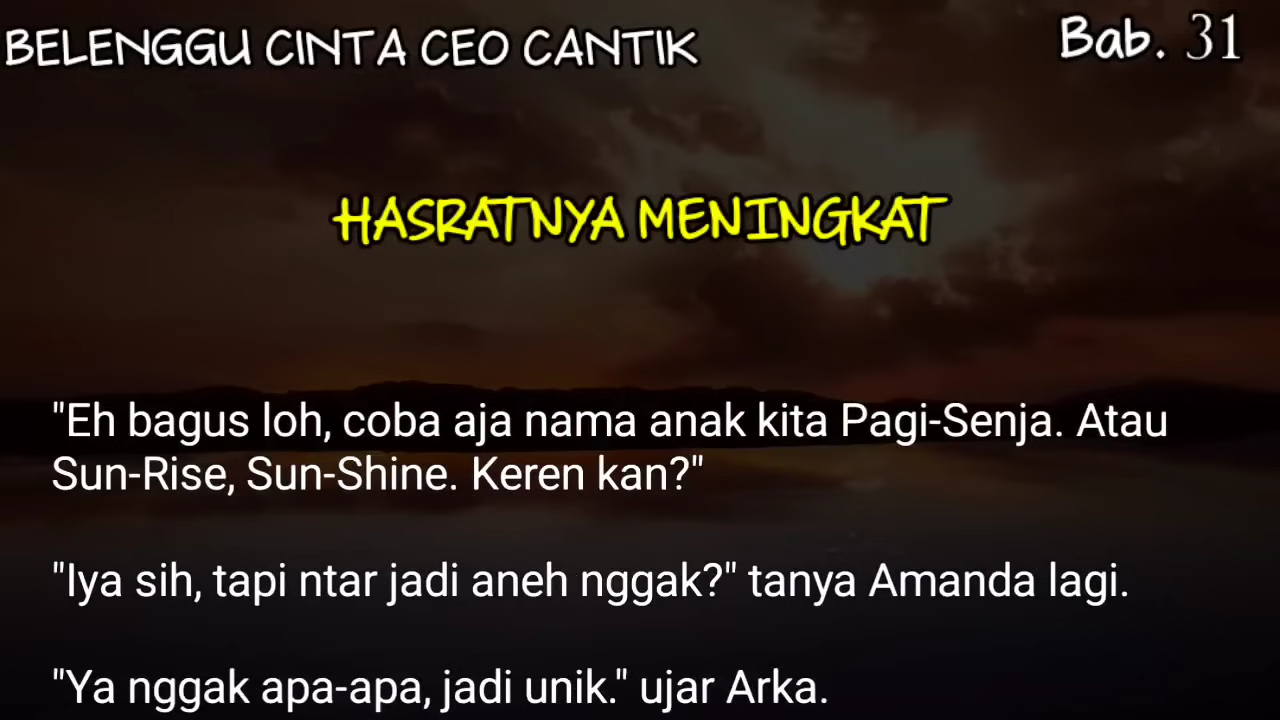 BELENGGU CINTA CEO CANTIK
Bab. 31
HASRATNYA MENINGKAT
"Eh bagus loh, coba aja nama anak kita Pagi-Senja. Atau
Sun-Rise, Sun-Shine. Keren kan?"
"Iya sih, tapi ntar jadi aneh nggak?" tanya Amanda lagi.
"Ya nggak apa-apa, jadi unik." ujar Arka.